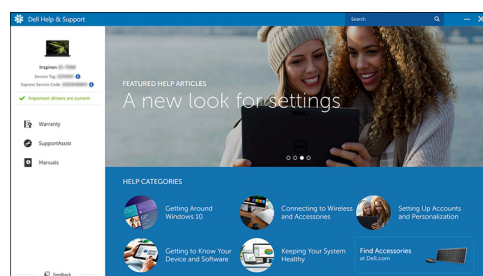 Dell Help & Support
Search
Inspiron
Service Tag
Express Service Code
Important drivers are current
Warranty
SupportAssist
Manuals
Feedback
FEATURED HELP ARTICLES
A new look for settings
HELP CATEGORIES
Getting Around
Windows 10
Connecting to Wireless
and Accessories
Setting Up Accounts
and Personalization
Getting to Know Your
Device and Software
Keeping Your System
Healthy
Find Accessories
at Dell.com